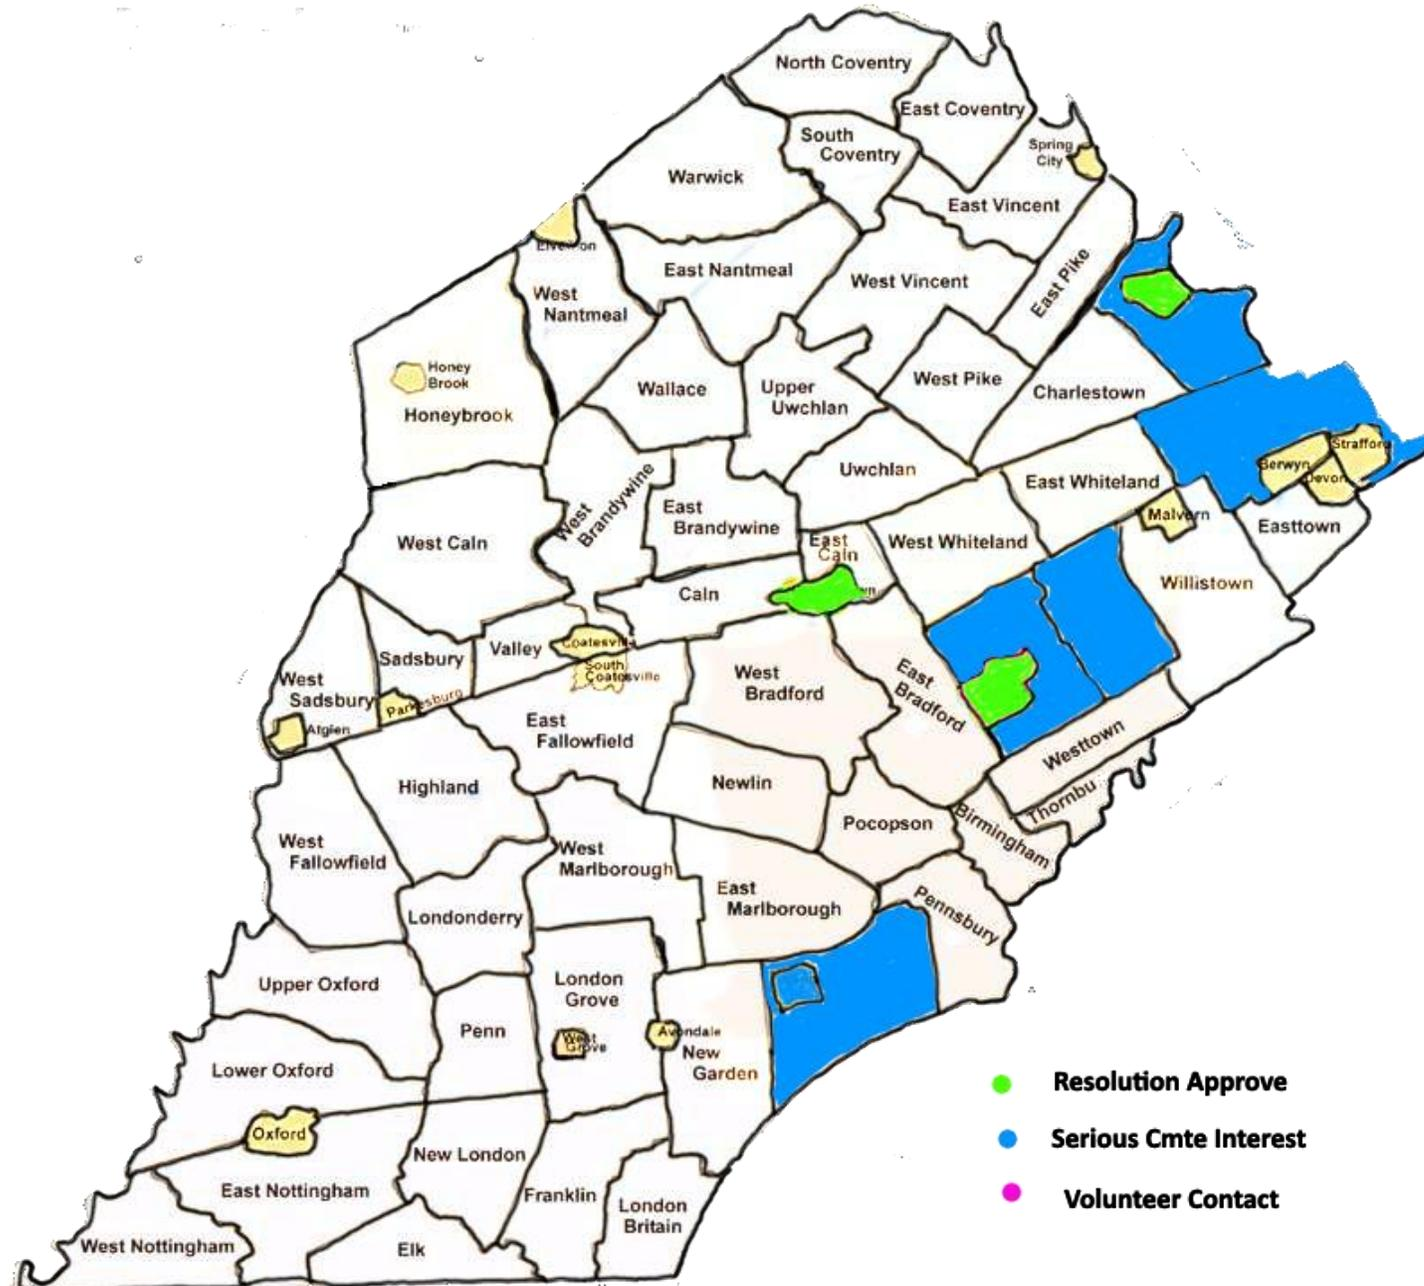 North Coventry
East Coventry
South
Coventry
Spring
City
Warwick
East Vincent
East Nantmeal
West Vincent
East Pike
West
Nantmeal
Honey
Brook
Honeybrook
Wallace
Upper
Uwchlan
West Pike
Charlestown
Strafford
Berwyn
Devon
Uwchlan
East Whiteland
Malvern
Easttown
West
Brandywine
East
Brandywine
West Caln
East
Caln
West Whiteland
Willistown
Caln
wn
Valley
Coatesville
South
Coatesville
Sadsbury
West
Sadsbury
Parkesburg
Atglen
West
Bradford
East
Bradford
East
Fallowfield
Westtown
Thornbu
Highland
Newlin
Pocopson
Birmingham
West
Fallowfield
West
Marlborough
East
Marlborough
Pennsbury
Londonderry
Upper Oxford
London
Grove
Penn
West
Grove
Avondale
New
Garden
Lower Oxford
Oxford
New London
East Nottingham
Franklin
London
Britain
West Nottingham
Elk
Resolution Approve
Serious Cmte Interest
Volunteer Contact